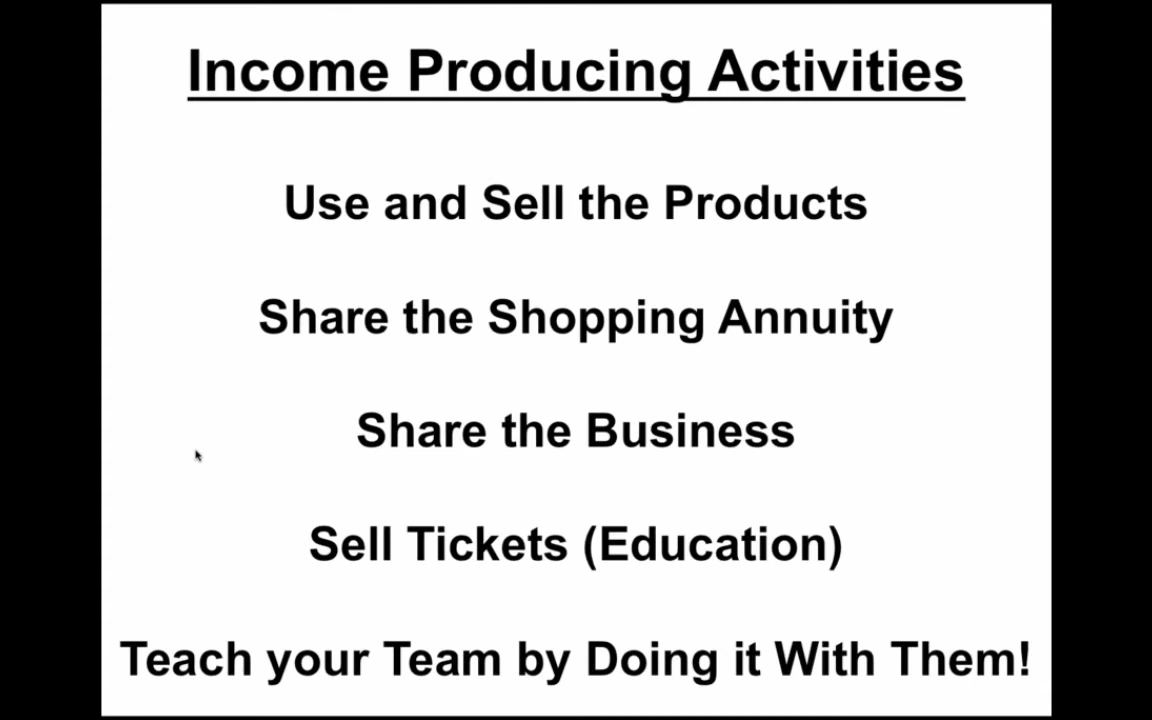 Income Producing Activities
Use and Sell the Products
Share the Shopping Annuity
Share the Business
Sell Tickets (Education)
Teach your Team by Doing it With Them!